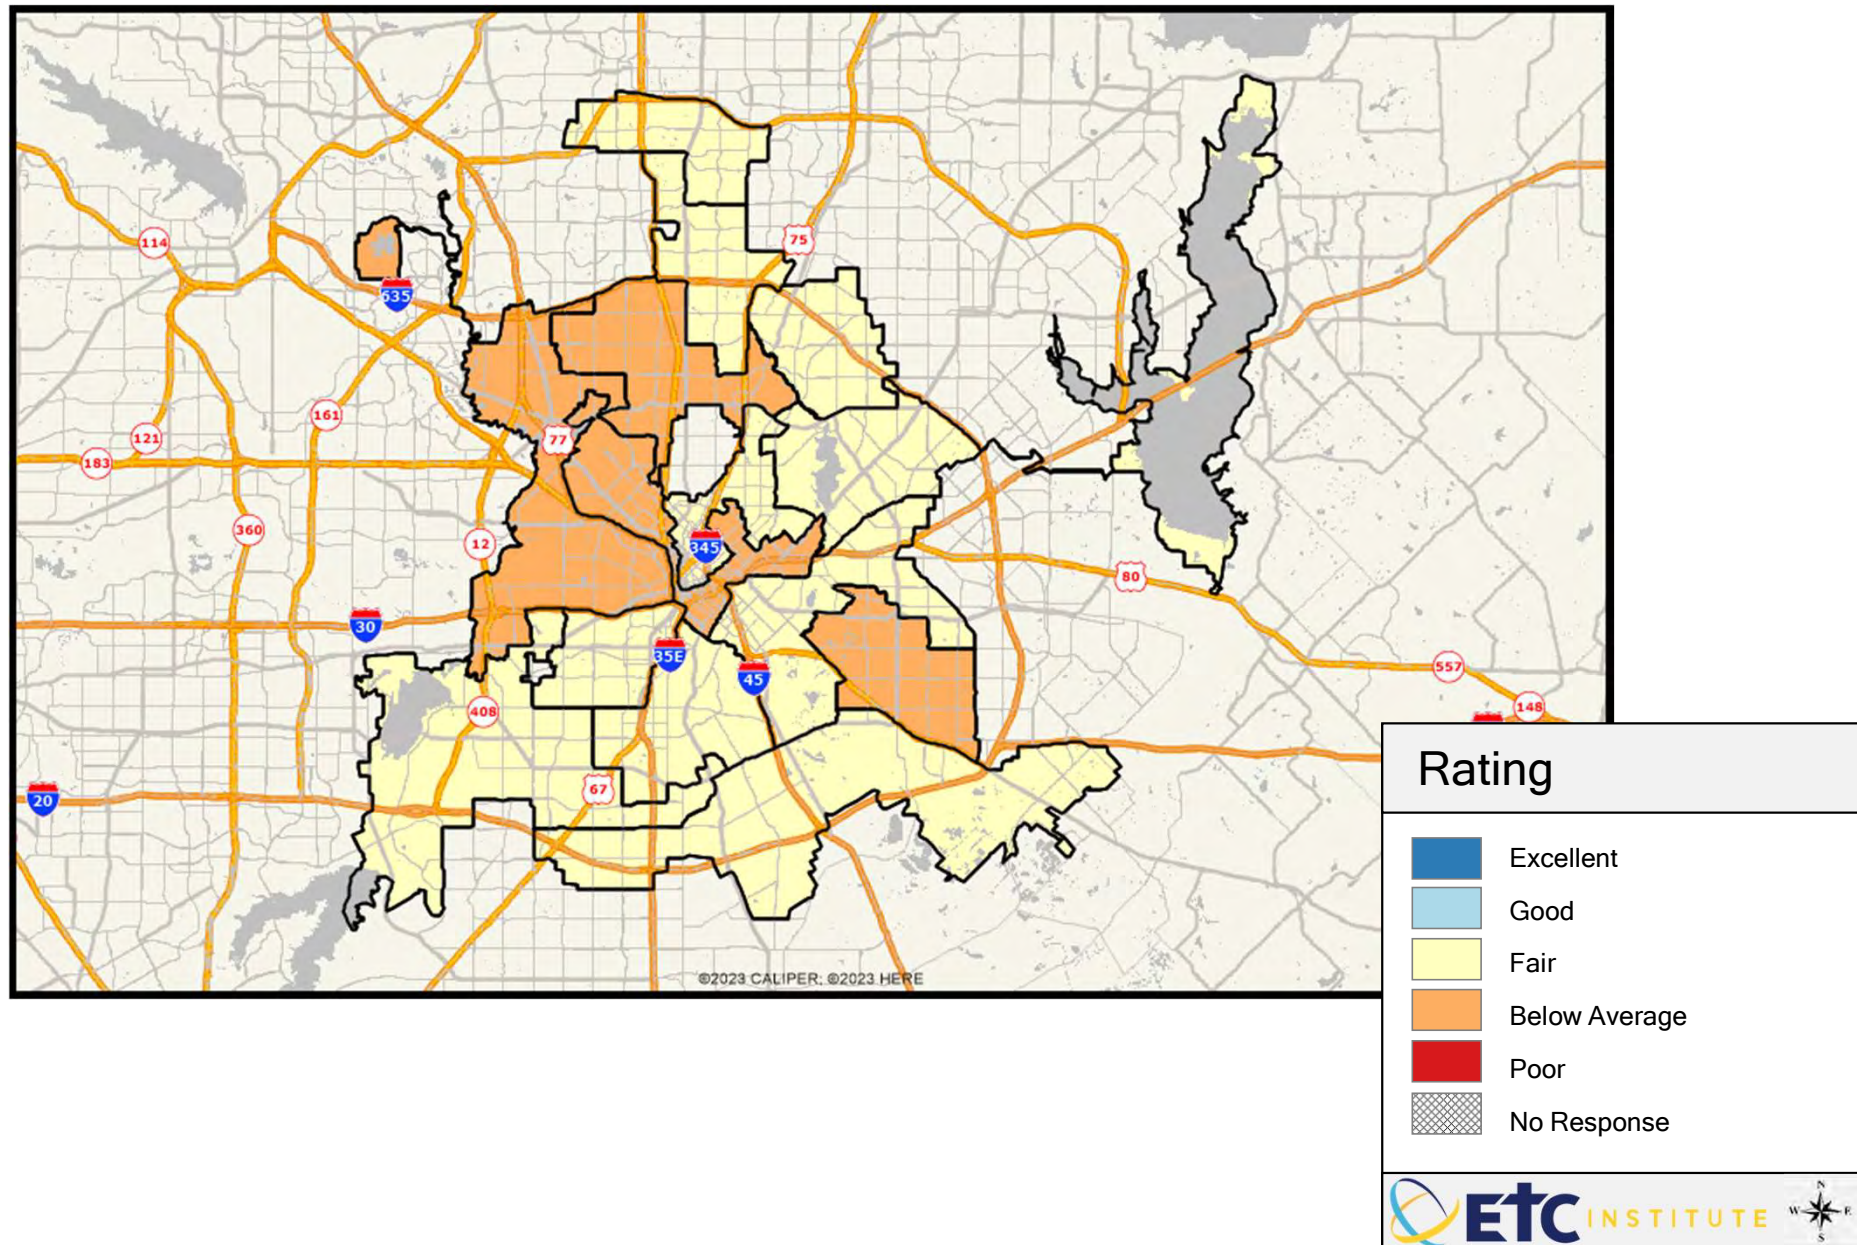 75
114
635
161
77
121
183
360
12
345
80
30
35E
45
557
408
148
67
20
©2023 CALIPER; ©2023 HERE
Rating
Excellent
Good
Fair
Below Average
Poor
No Response
ETC INSTITUTE
N
W E
S